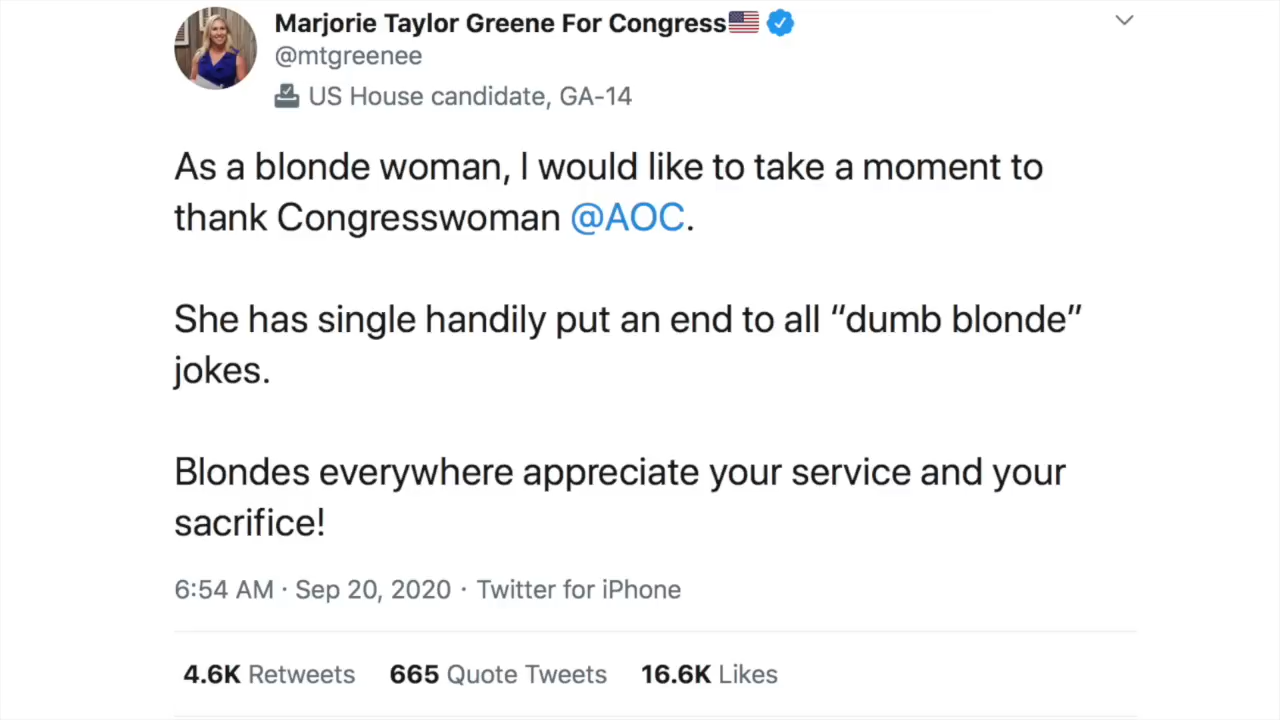 Marjorie Taylor Greene For Congress🇺🇸
@mtgreenee
US House candidate, GA-14
As a blonde woman, I would like to take a moment to
thank Congresswoman @AOC.
She has single handily put an end to all “dumb blonde”
jokes.
Blondes everywhere appreciate your service and your
sacrifice!
6:54 AM · Sep 20, 2020 · Twitter for iPhone
4.6K Retweets 665 Quote Tweets 16.6K Likes